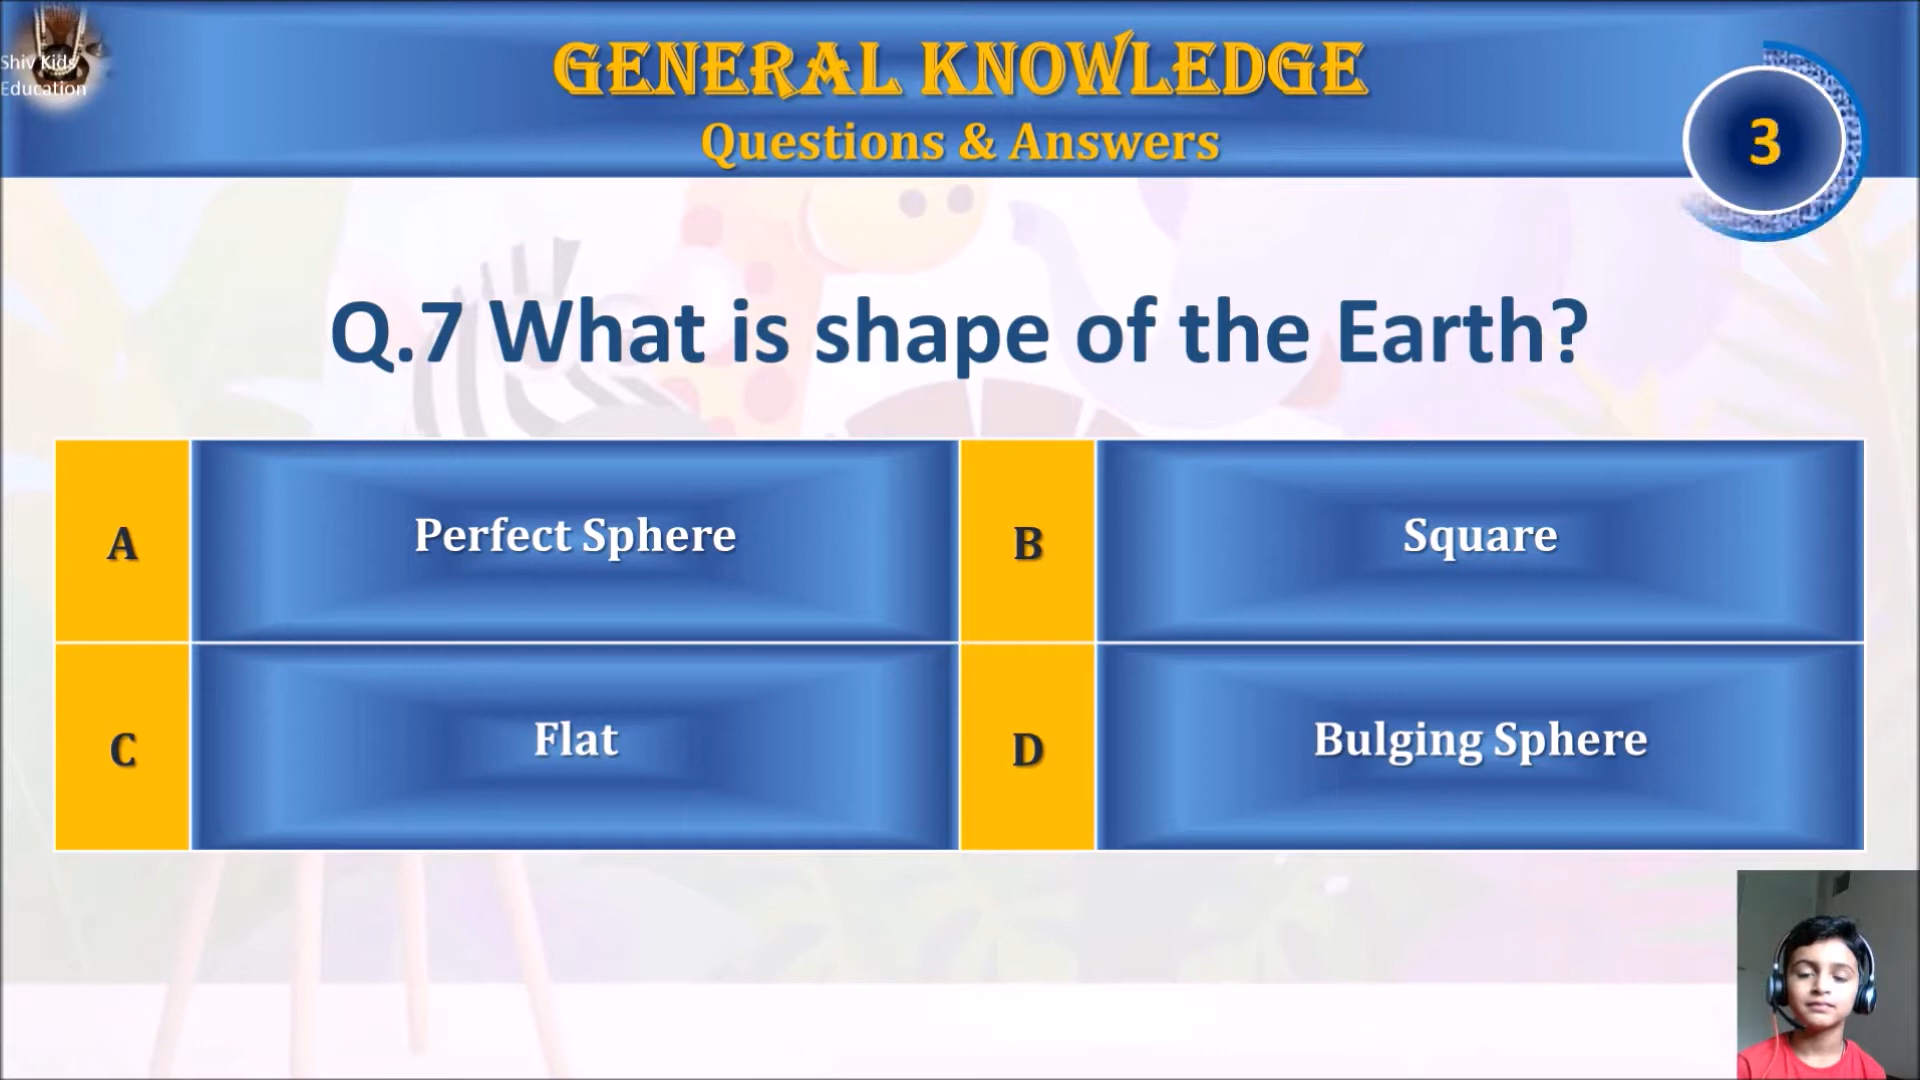 Shiv Kids
Education
GENERAL KNOWLEDGE
Questions & Answers
3
Q.7 What is shape of the Earth?
A
Perfect Sphere
B
Square
C
Flat
D
Bulging Sphere